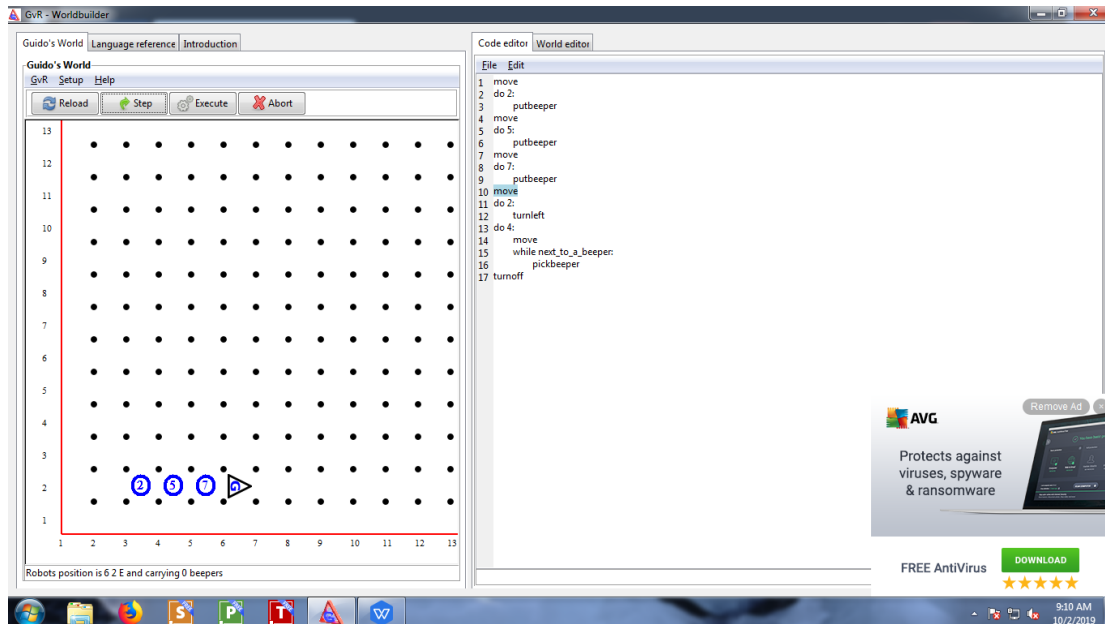 GvR - Worldbuilder
Guido's World Language reference Introduction
Guido's World
GvR Setup Help
Reload Step Execute Abort
13
12
11
10
9
8
7
6
5
4
3
2
1
2 5 7 G
1 2 3 4 5 6 7 8 9 10 11 12 13
Robots position is 6 2 E and carrying 0 beepers
Code editor World editor
File Edit
1 move
2 do 2:
3 putbeeper
4 move
5 do 5:
6 putbeeper
7 move
8 do 7:
9 putbeeper
10 move
11 do 2:
12 turnleft
13 do 4:
14 move
15 while next_to_a_beeper:
16 pickbeeper
17 turnoff
Remove Ad
AVG
Protects against
viruses, spyware
& ransomware
FREE AntiVirus
DOWNLOAD
S P T W
9:10 AM
10/2/2019